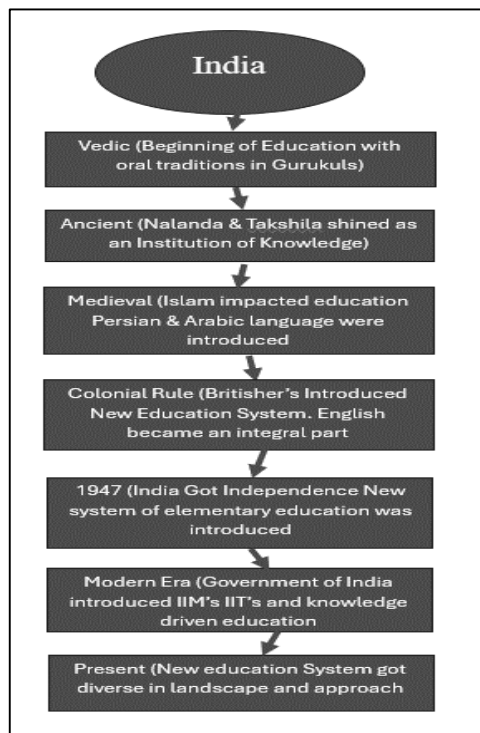 India
Vedic (Beginning of Education with
oral traditions in Gurukuls)
Ancient (Nalanda & Takshila shined as
an Institution of Knowledge)
Medieval (Islam impacted education
Persian & Arabic language were
introduced
Colonial Rule (Britisher's Introduced
New Education System. English
became an integral part
1947 (India Got Independence New
system of elementary education was
introduced
Modern Era (Government of India
introduced IIM's IIT's and knowledge
driven education
Present (New education System got
diverse in landscape and approach